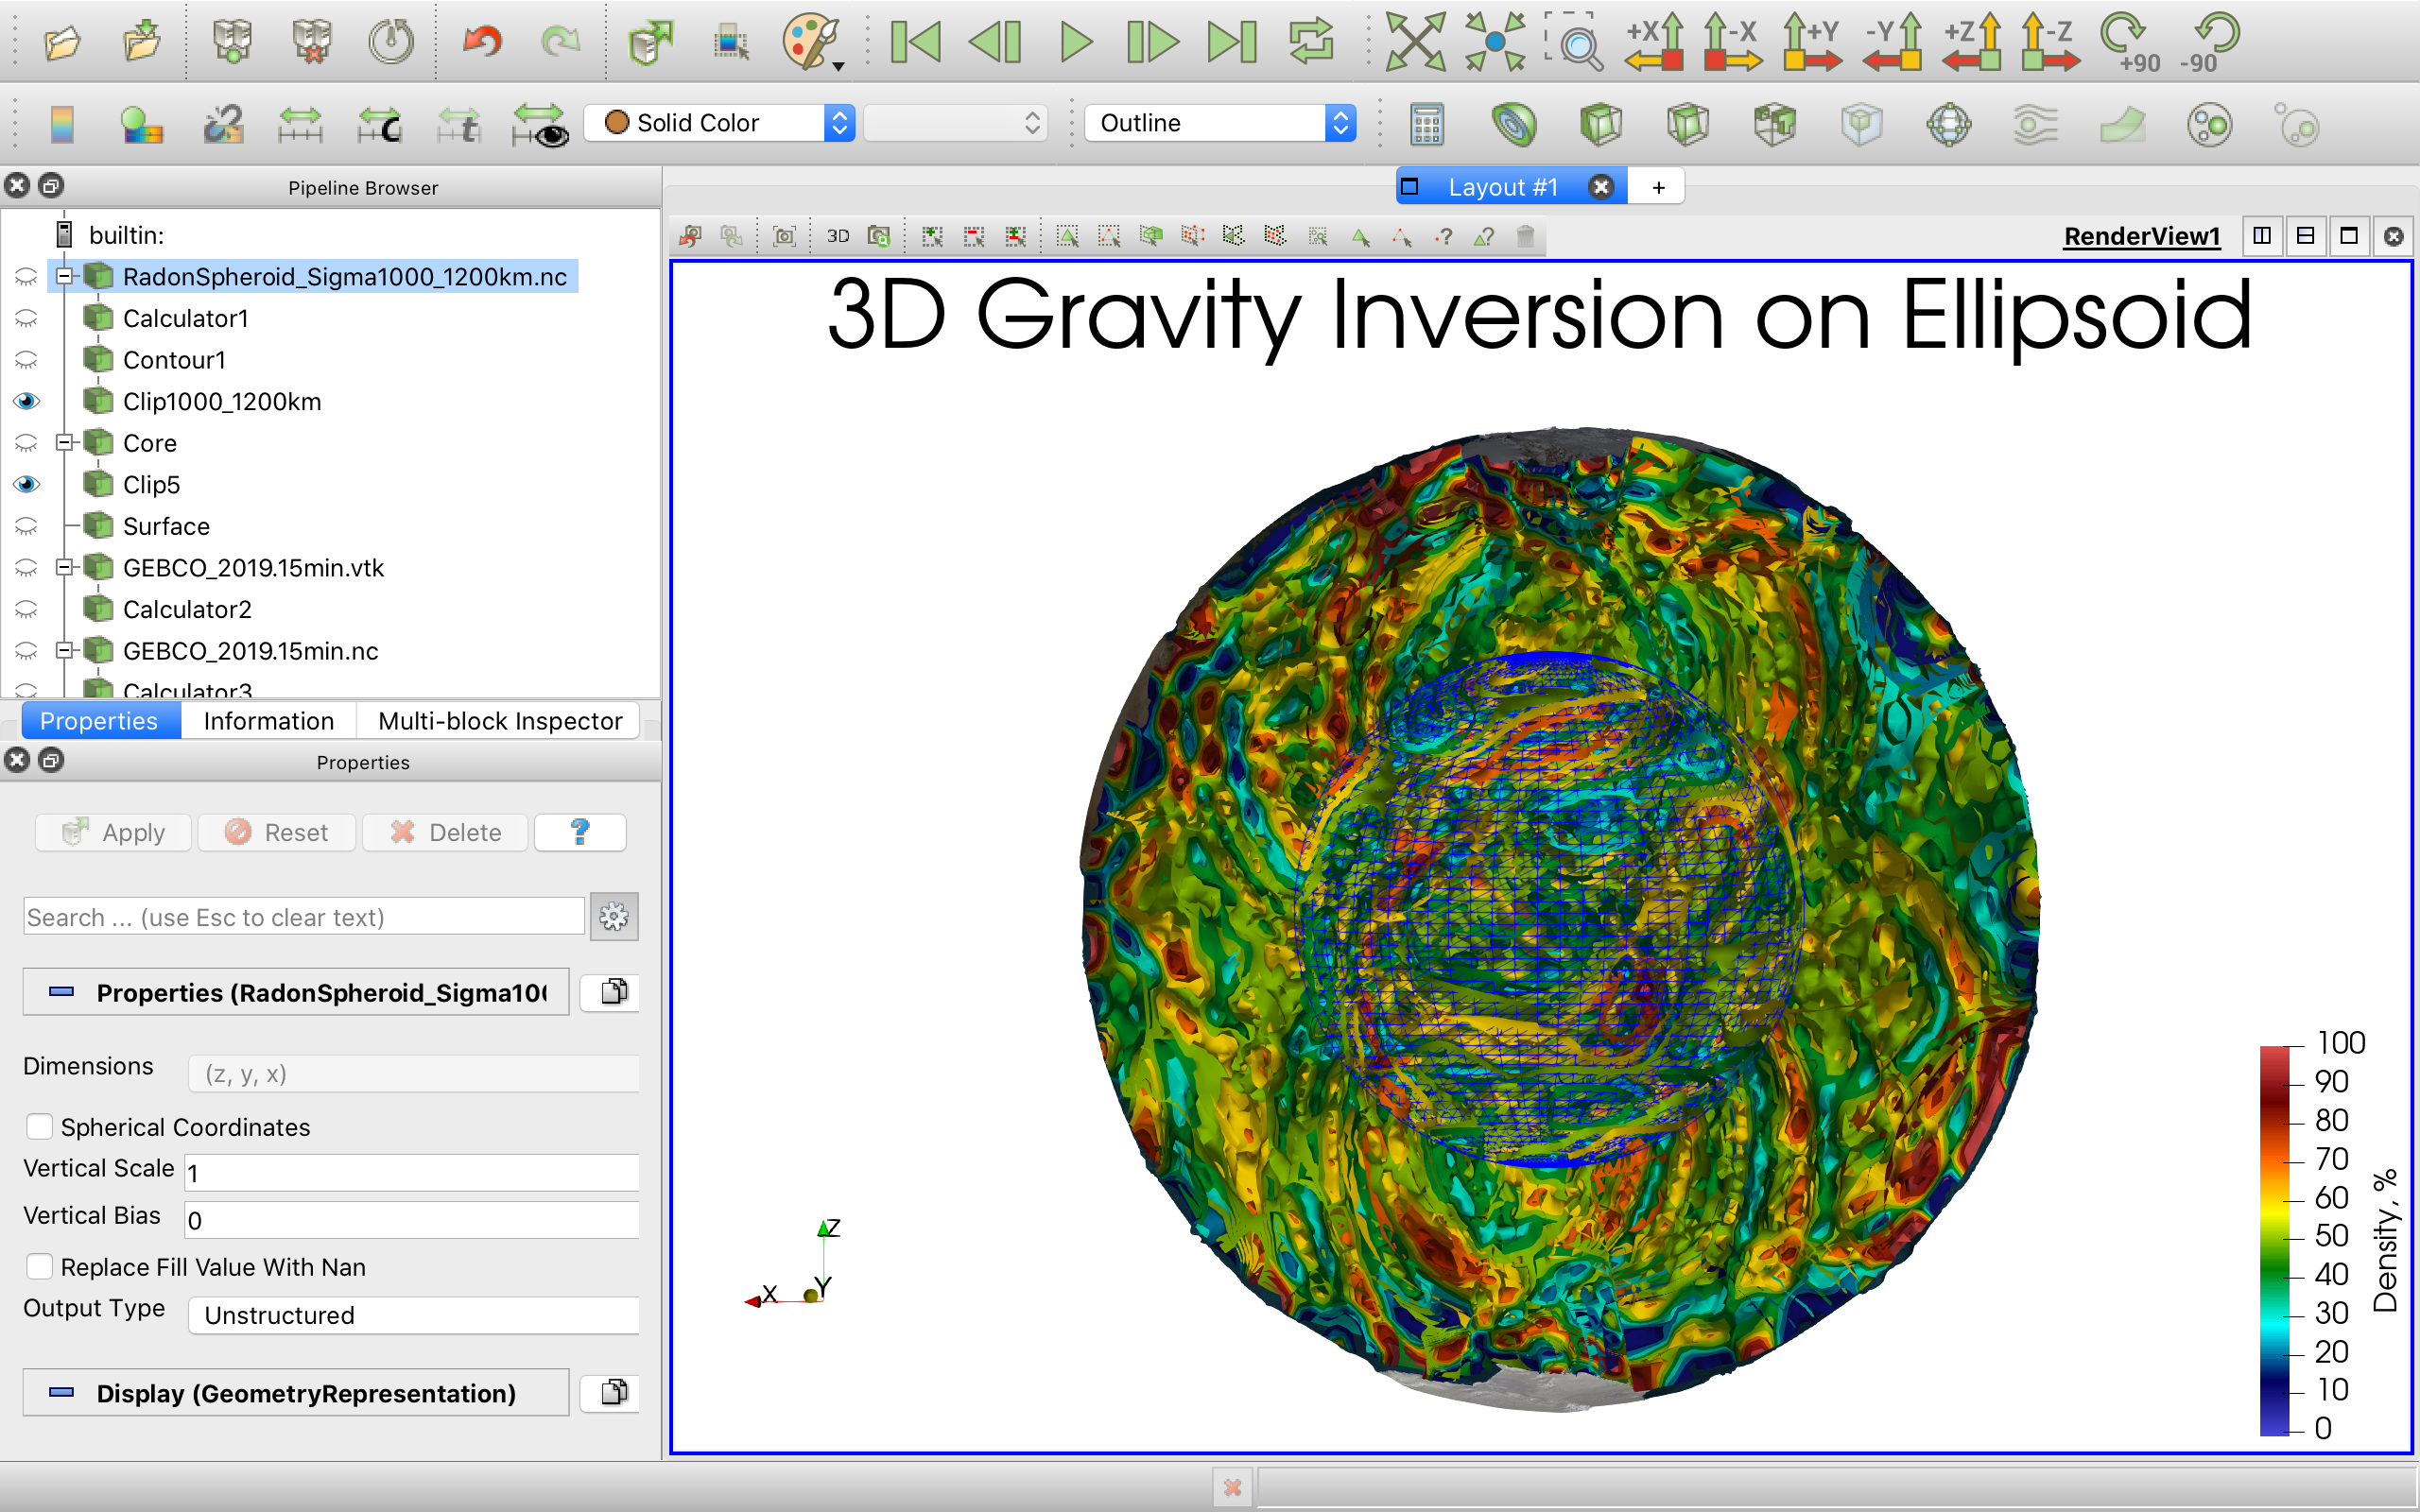 +X
-X
+Y
-Y
+Z
-Z
+90
-90
C
t
Solid Color
Outline
Pipeline Browser
Layout #1
+
builtin:
3D
RenderView1
RadonSpheroid_Sigma1000_1200km.nc
Calculator1
Contour1
Clip1000_1200km
Core
Clip5
Surface
GEBCO_2019.15min.vtk
Calculator2
GEBCO_2019.15min.nc
Calculator3
3D Gravity Inversion on Ellipsoid
Properties
Information
Multi-block Inspector
Properties
Apply
Reset
Delete
?
Search ... (use Esc to clear text)
Properties (RadonSpheroid_Sigma10
Dimensions
(z, y, x)
Spherical Coordinates
Vertical Scale
1
Vertical Bias
0
Replace Fill Value With Nan
Output Type
Unstructured
Display (GeometryRepresentation)
Z
X
Y
100
90
80
70
60
50
40
30
20
10
0
Density, %